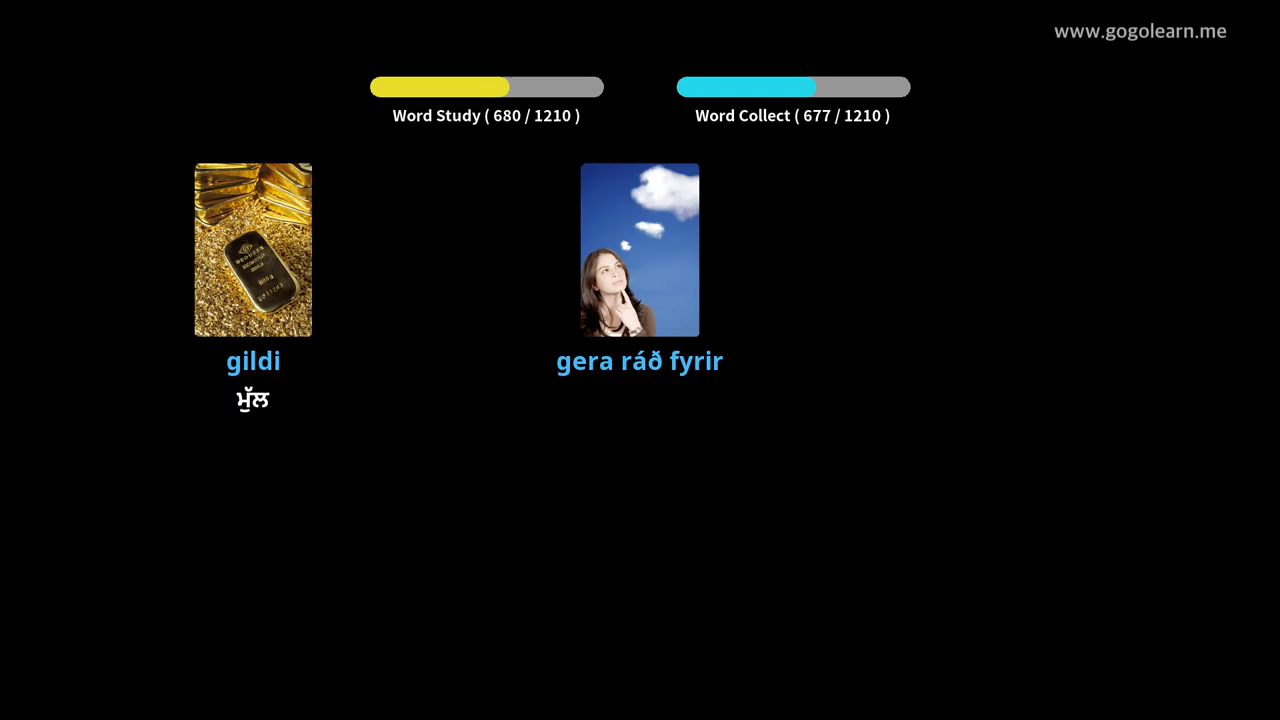 www.gogolearn.me
Word Study ( 680 / 1210 )
Word Collect ( 677 / 1210 )
gildi
ਮੁੱਲ
gera ráð fyrir